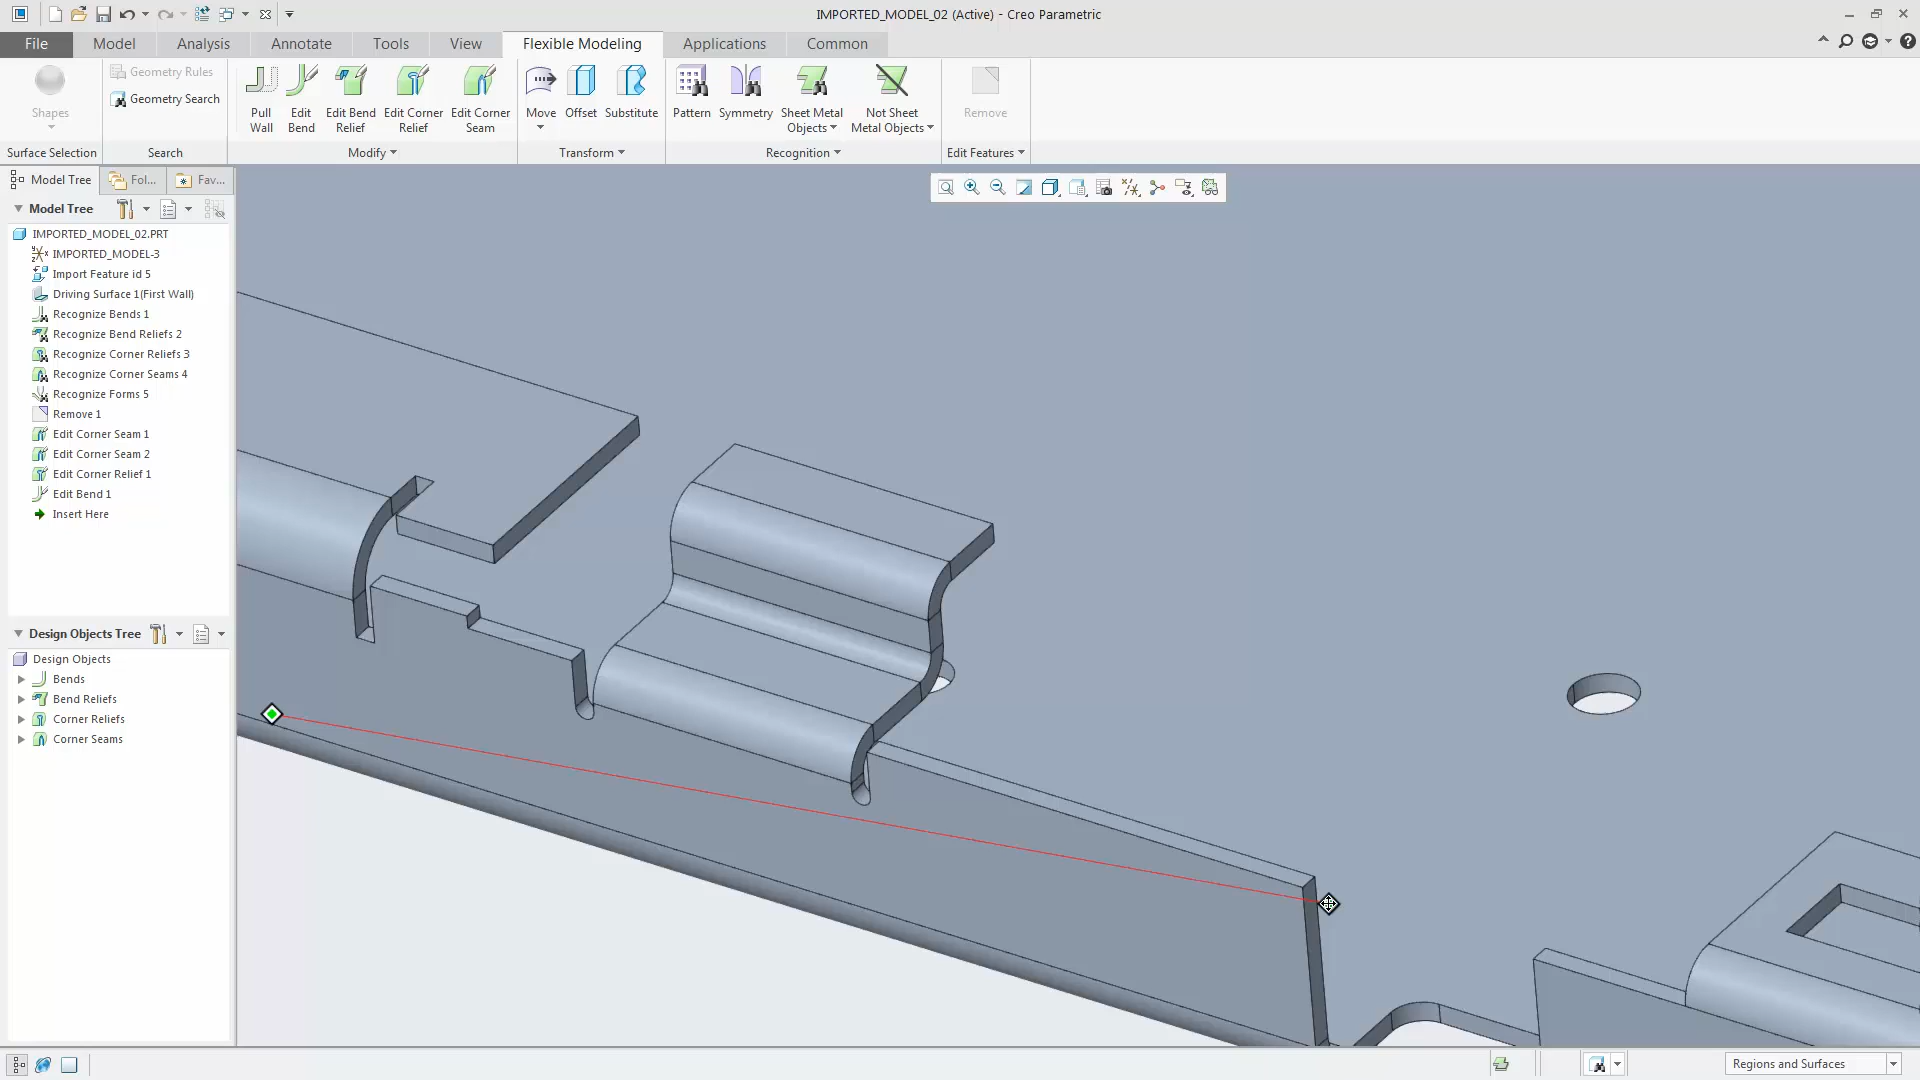 IMPORTED_MODEL_02 (Active) - Creo Parametric
File
Model
Analysis
Annotate
Tools
View
Flexible Modeling
Applications
Common
Shapes
Surface Selection
Geometry Rules
Geometry Search
Search
Pull
Wall
Edit
Bend
Edit Bend
Relief
Edit Corner
Relief
Edit Corner
Seam
Modify
Move
Offset
Substitute
Transform
Pattern
Symmetry
Sheet Metal
Objects
Not Sheet
Metal Objects
Recognition
Remove
Edit Features
Model Tree
Fol...
Fav...
Model Tree
IMPORTED_MODEL_02.PRT
IMPORTED_MODEL-3
Import Feature id 5
Driving Surface 1(First Wall)
Recognize Bends 1
Recognize Bend Reliefs 2
Recognize Corner Reliefs 3
Recognize Corner Seams 4
Recognize Forms 5
Remove 1
Edit Corner Seam 1
Edit Corner Seam 2
Edit Corner Relief 1
Edit Bend 1
Insert Here
Design Objects Tree
Design Objects
Bends
Bend Reliefs
Corner Reliefs
Corner Seams
Regions and Surfaces